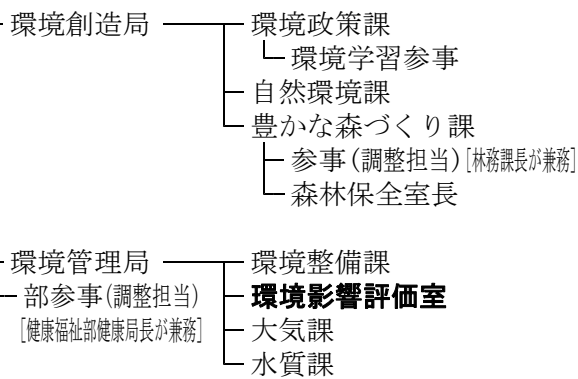 環境創造局 環境政策課
環境学習参事
自然環境課
豊かな森づくり課
参事(調整担当)[林務課長が兼務]
森林保全室長
環境管理局 環境整備課
部参事(調整担当) 環境影響評価室
[健康福祉部健康局長が兼務] 大気課
水質課